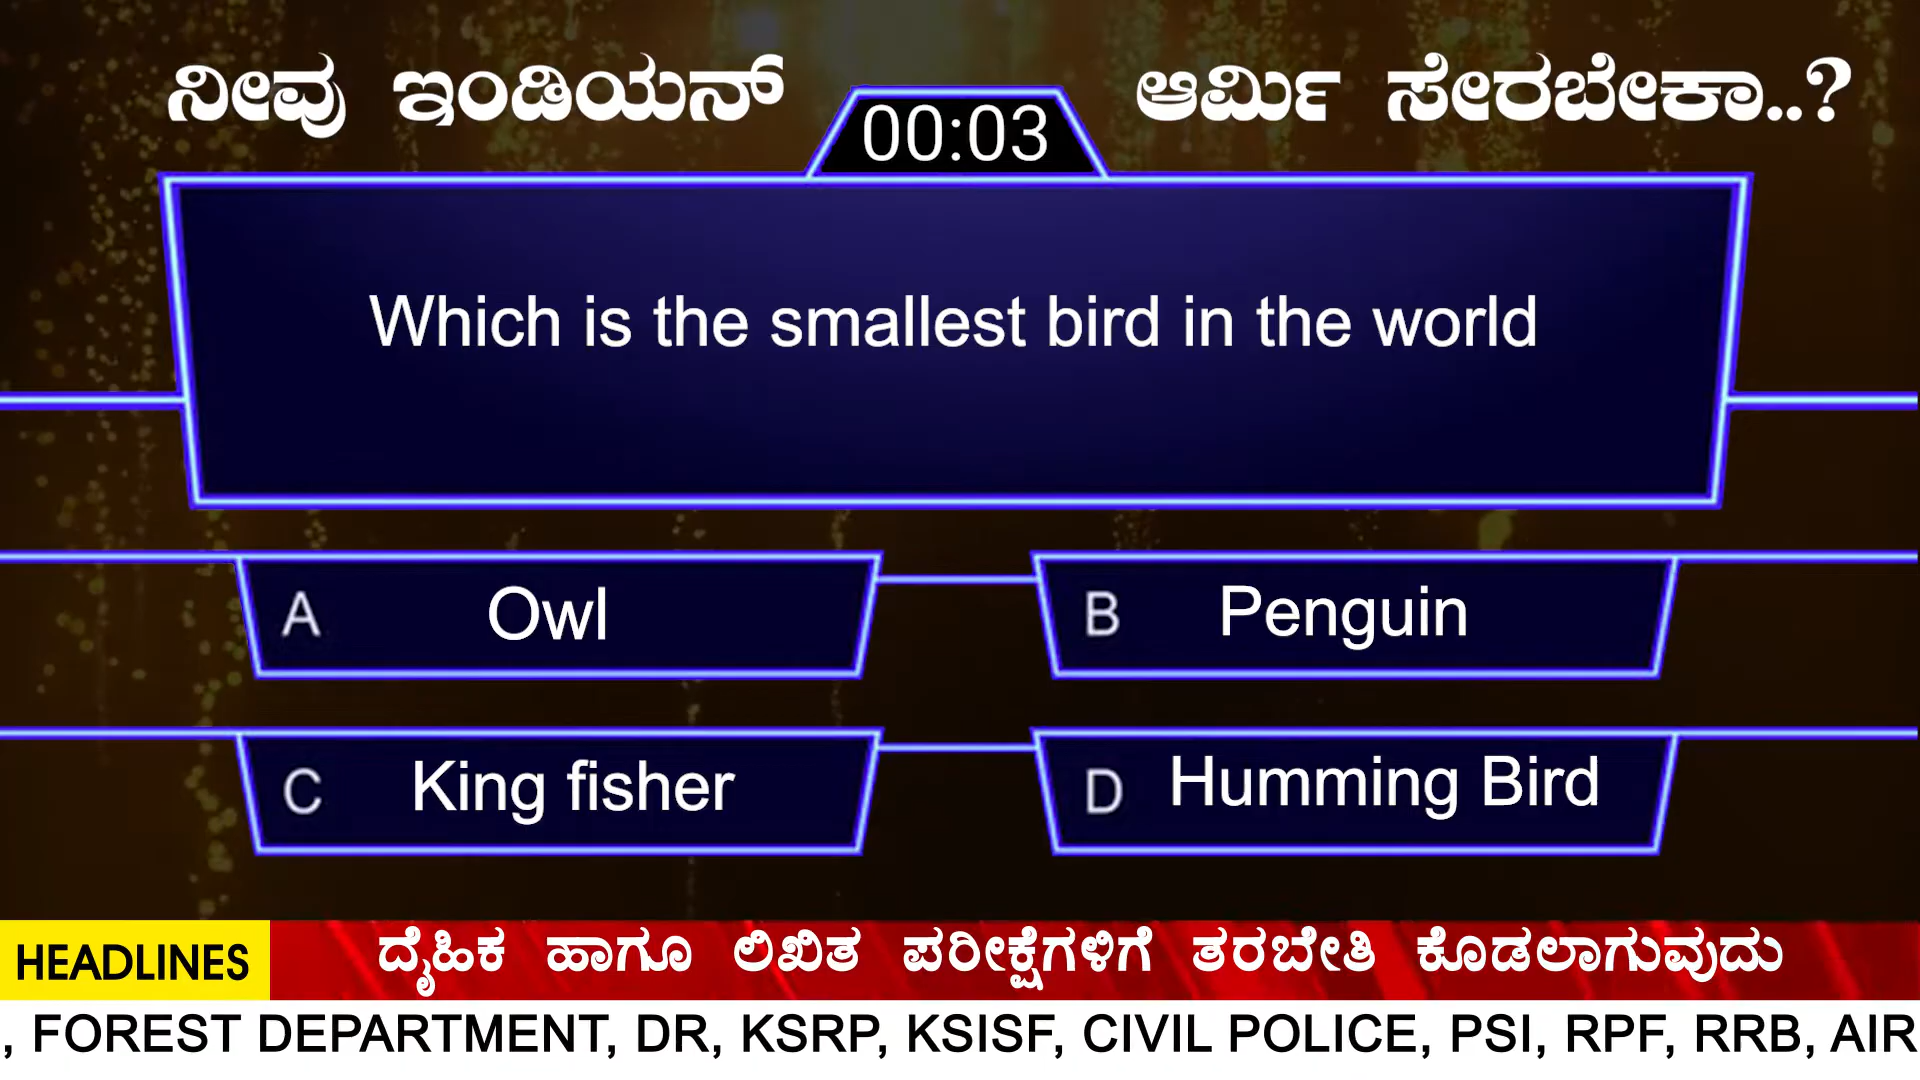 ನೀವು ಇಂಡಿಯನ್ ಆರ್ಮಿ ಸೇರಬೇಕಾ..?
00:03
Which is the smallest bird in the world
A Owl
B Penguin
C King fisher
D Humming Bird
HEADLINES ದೈಹಿಕ ಹಾಗೂ ಲಿಖಿತ ಪರೀಕ್ಷೆಗಳಿಗೆ ತರಬೇತಿ ಕೊಡಲಾಗುವುದು
, FOREST DEPARTMENT, DR, KSRP, KSISF, CIVIL POLICE, PSI, RPF, RRB, AIR